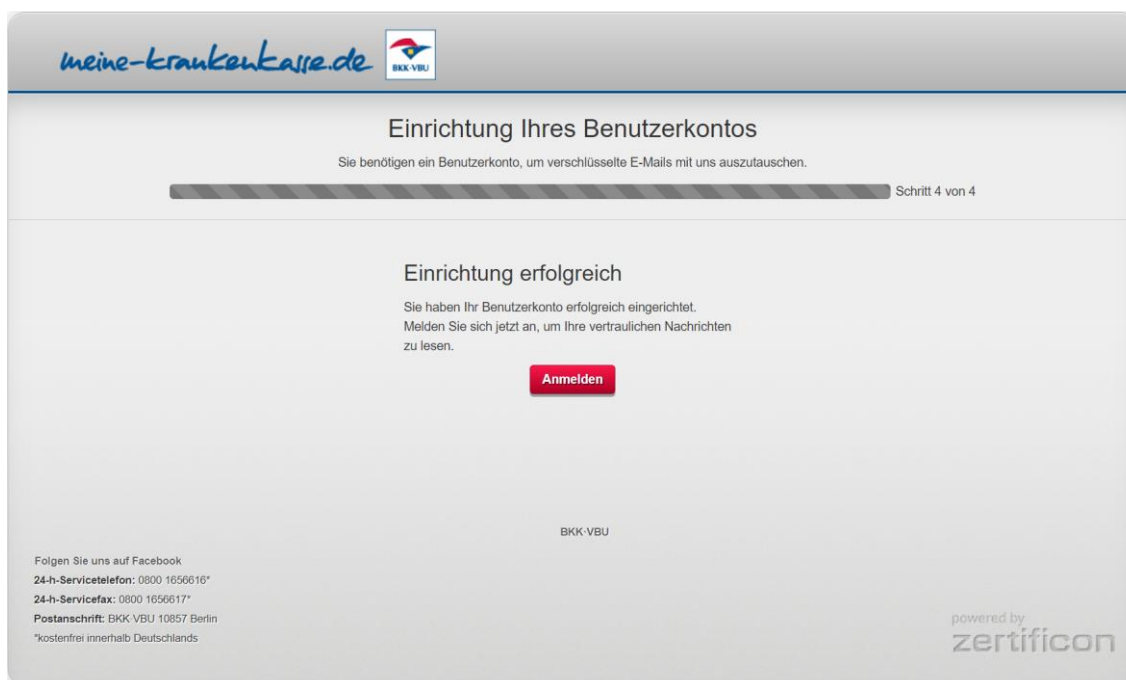 meine-krankenkasse.de
BKK·VBU
Einrichtung Ihres Benutzerkontos
Sie benötigen ein Benutzerkonto, um verschlüsselte E-Mails mit uns auszutauschen.
Schritt 4 von 4
Einrichtung erfolgreich
Sie haben Ihr Benutzerkonto erfolgreich eingerichtet.
Melden Sie sich jetzt an, um Ihre vertraulichen Nachrichten
zu lesen.
Anmelden
BKK·VBU
Folgen Sie uns auf Facebook
24-h-Servicetelefon: 0800 1656616*
24-h-Servicefax: 0800 1656617*
Postanschrift: BKK·VBU 10857 Berlin
*kostenfrei innerhalb Deutschlands
powered by
zertificon